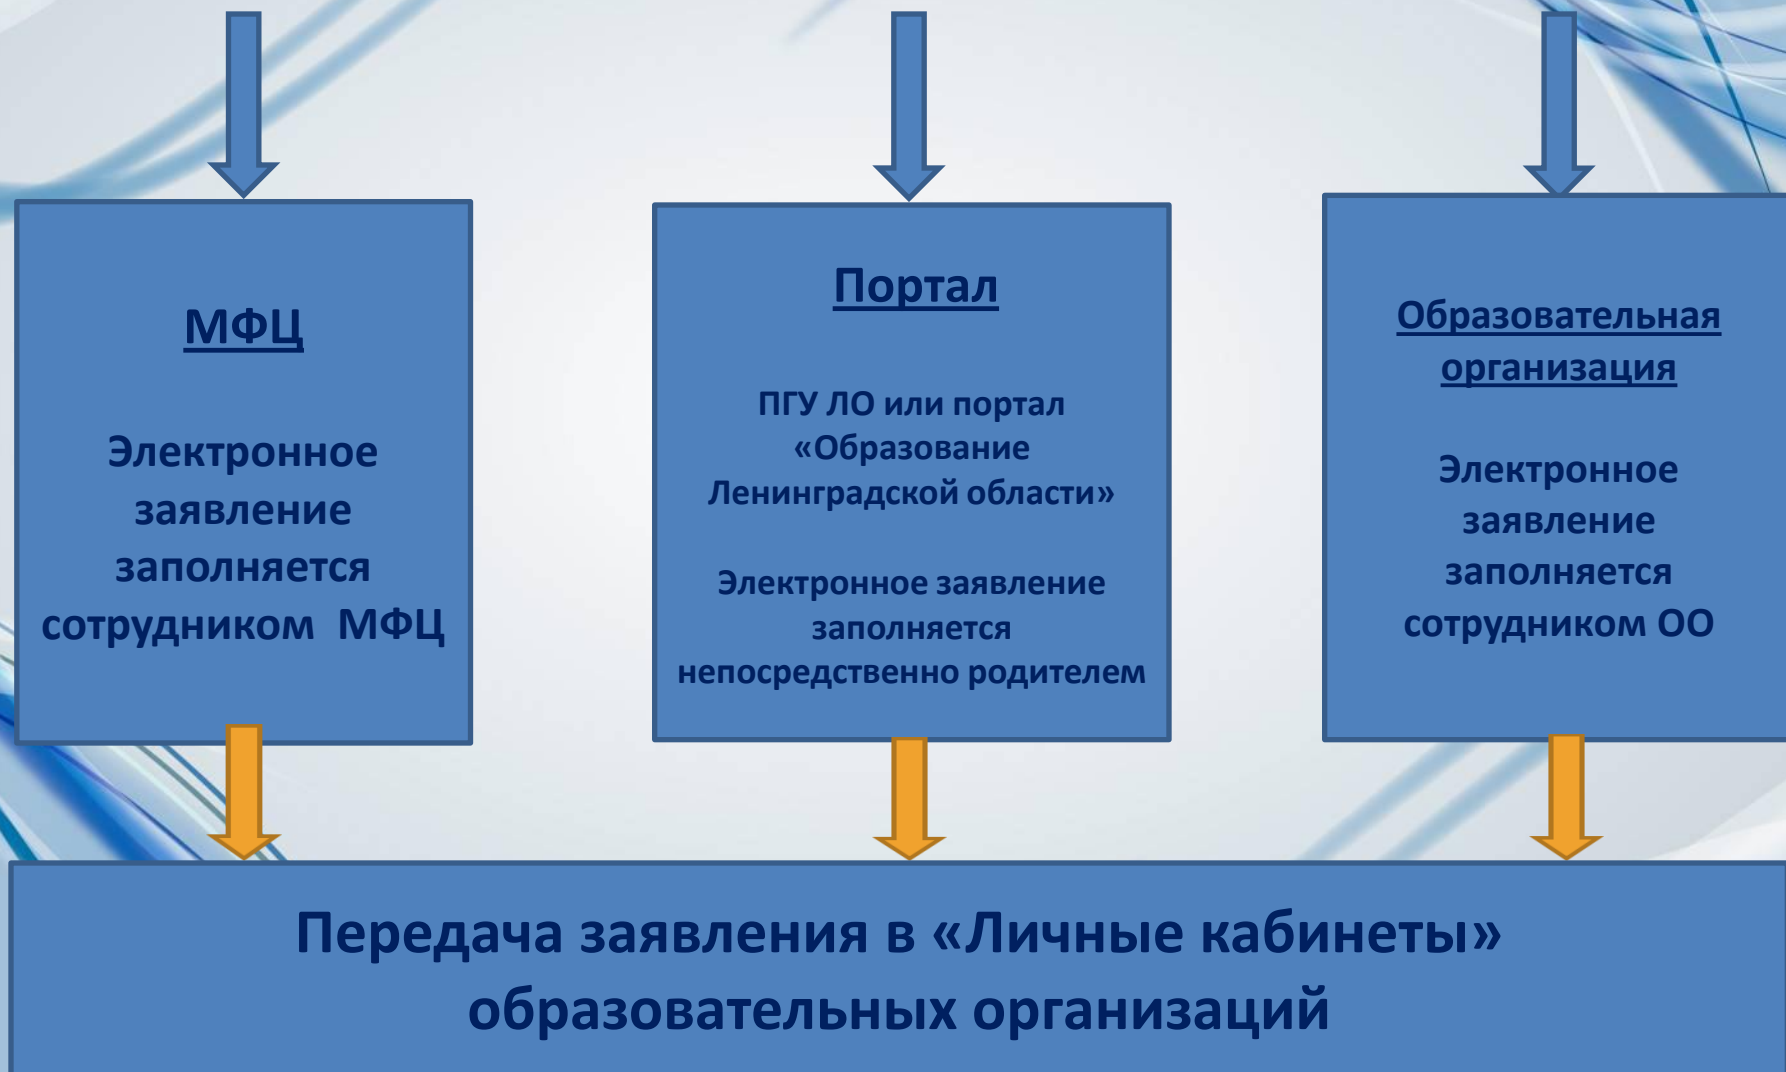 МФЦ
Электронное
заявление
заполняется
сотрудником МФЦ
Портал
ПГУ ЛО или портал
«Образование
Ленинградской области»
Электронное заявление
заполняется
непосредственно родителем
Образовательная
организация
Электронное
заявление
заполняется
сотрудником ОО
Передача заявления в «Личные кабинеты»
образовательных организаций